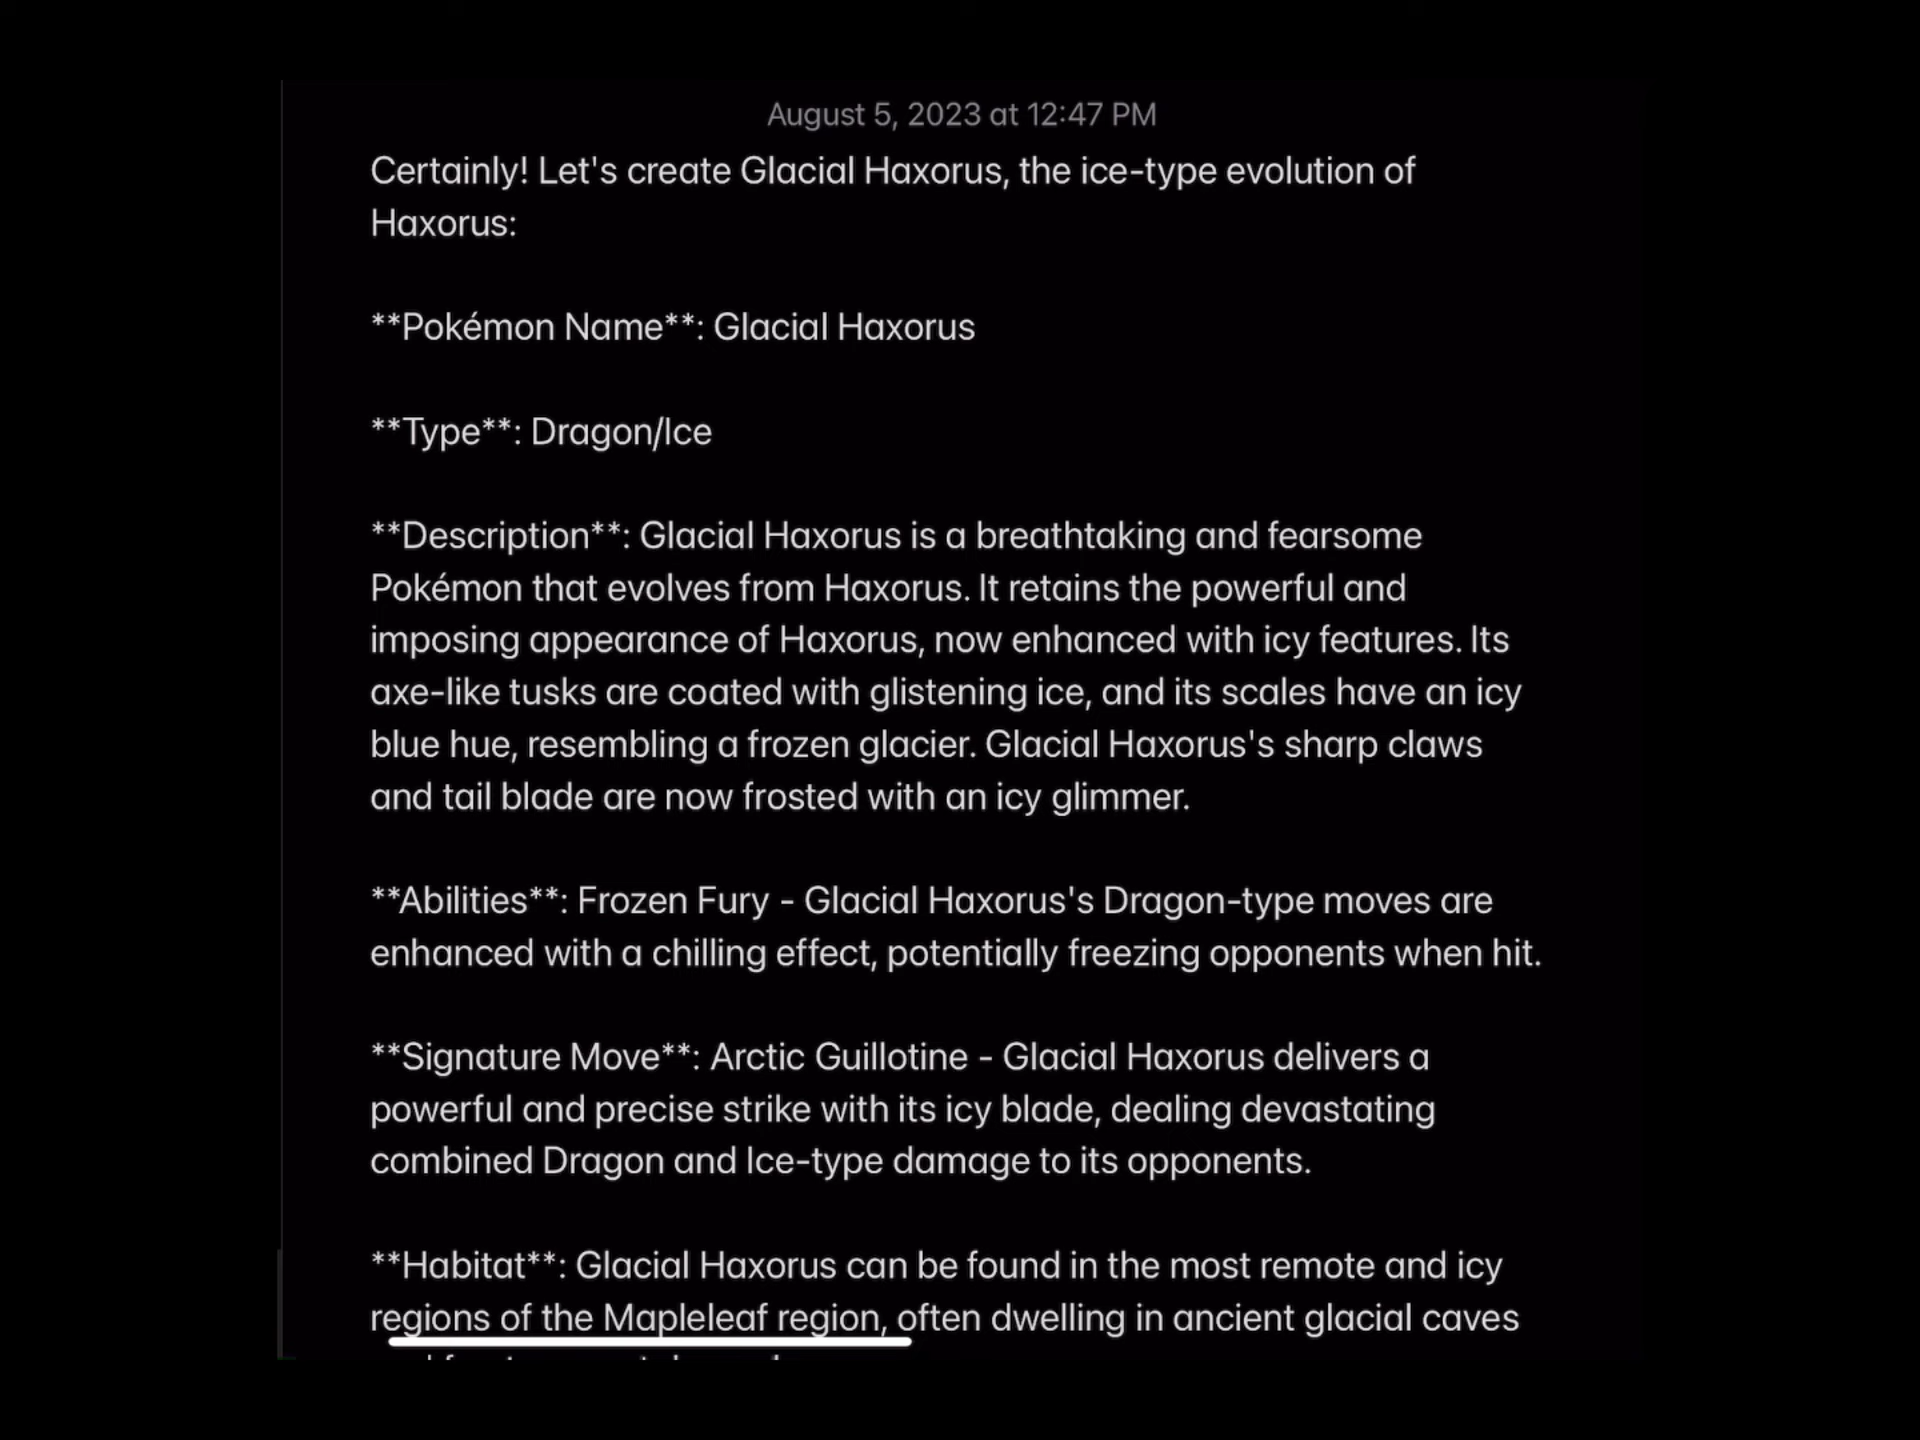 August 5, 2023 at 12:47 PM
Certainly! Let's create Glacial Haxorus, the ice-type evolution of
Haxorus:
**Pokémon Name**: Glacial Haxorus
**Type**: Dragon/Ice
**Description**: Glacial Haxorus is a breathtaking and fearsome
Pokémon that evolves from Haxorus. It retains the powerful and
imposing appearance of Haxorus, now enhanced with icy features. Its
axe-like tusks are coated with glistening ice, and its scales have an icy
blue hue, resembling a frozen glacier. Glacial Haxorus's sharp claws
and tail blade are now frosted with an icy glimmer.
**Abilities**: Frozen Fury - Glacial Haxorus's Dragon-type moves are
enhanced with a chilling effect, potentially freezing opponents when hit.
**Signature Move**: Arctic Guillotine - Glacial Haxorus delivers a
powerful and precise strike with its icy blade, dealing devastating
combined Dragon and Ice-type damage to its opponents.
**Habitat**: Glacial Haxorus can be found in the most remote and icy
regions of the Mapleleaf region, often dwelling in ancient glacial caves